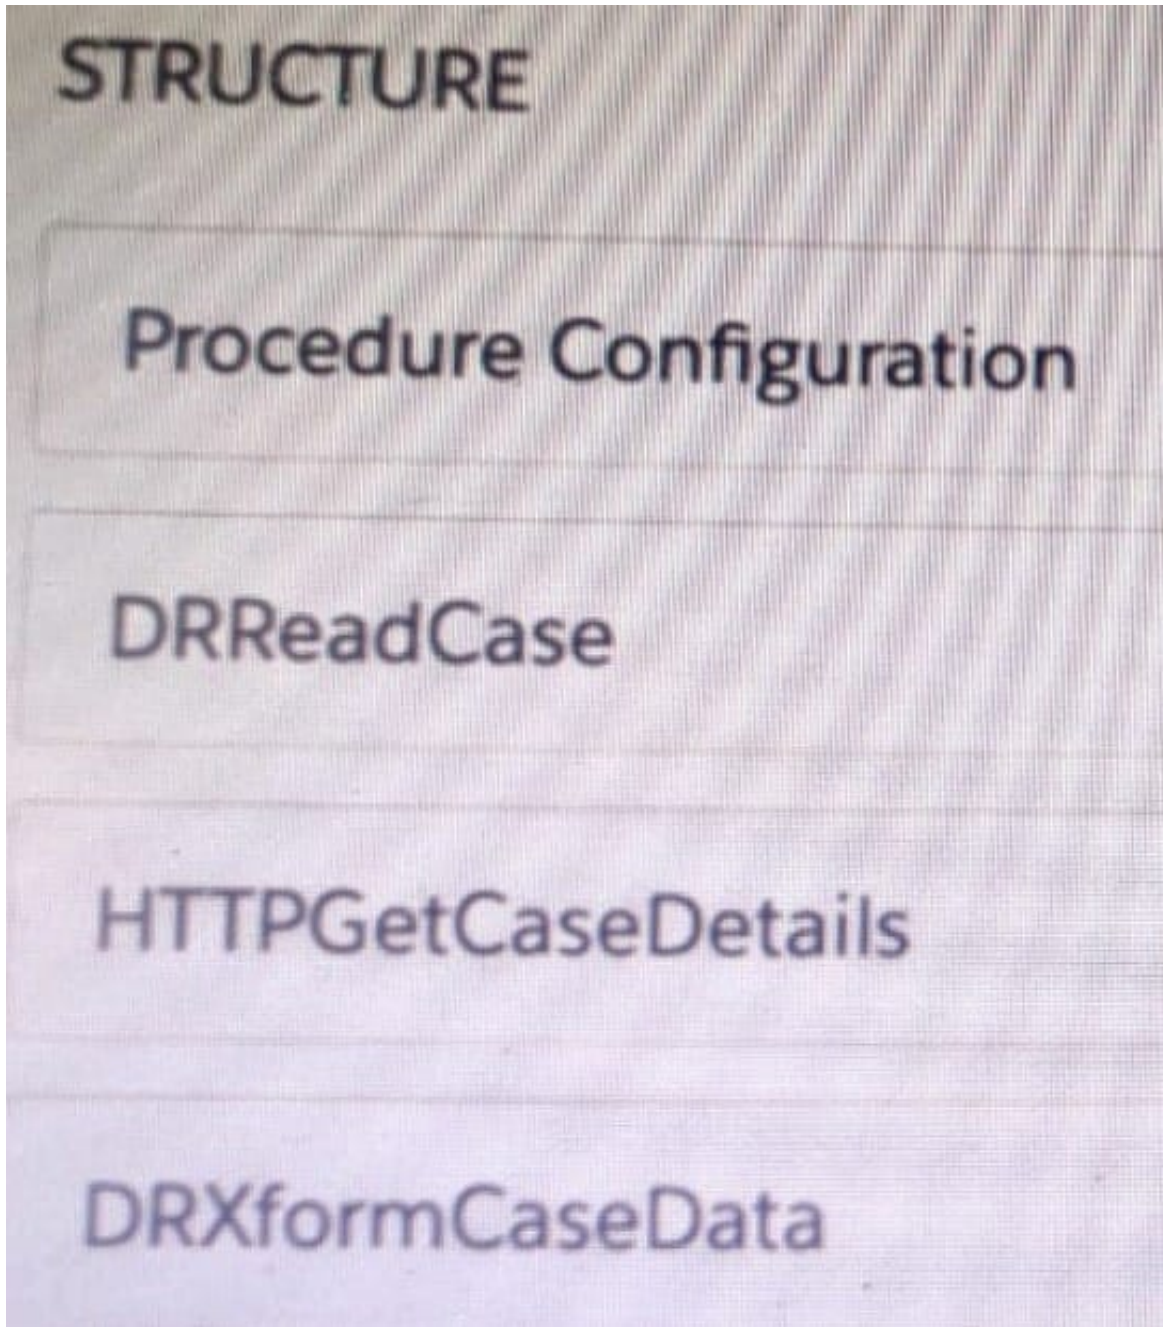 STRUCTURE
Procedure Configuration
DRReadCase
HTTPGetCaseDetails
DRXformCaseData